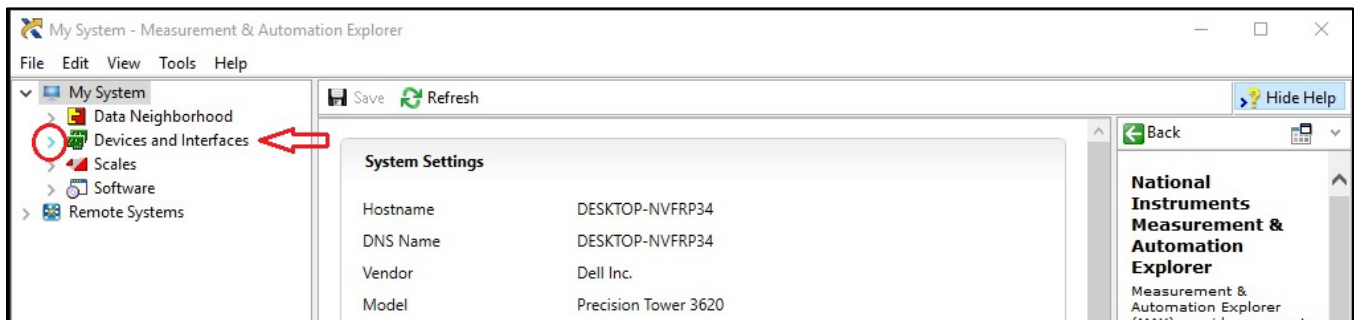 My System - Measurement & Automation Explorer
File Edit View Tools Help
My System
Data Neighborhood
Devices and Interfaces
Scales
Software
Remote Systems
Save Refresh
Hide Help
System Settings
Hostname DESKTOP-NVFRP34
DNS Name DESKTOP-NVFRP34
Vendor Dell Inc.
Model Precision Tower 3620
Back
National
Instruments
Measurement &
Automation
Explorer
Measurement &
Automation Explorer